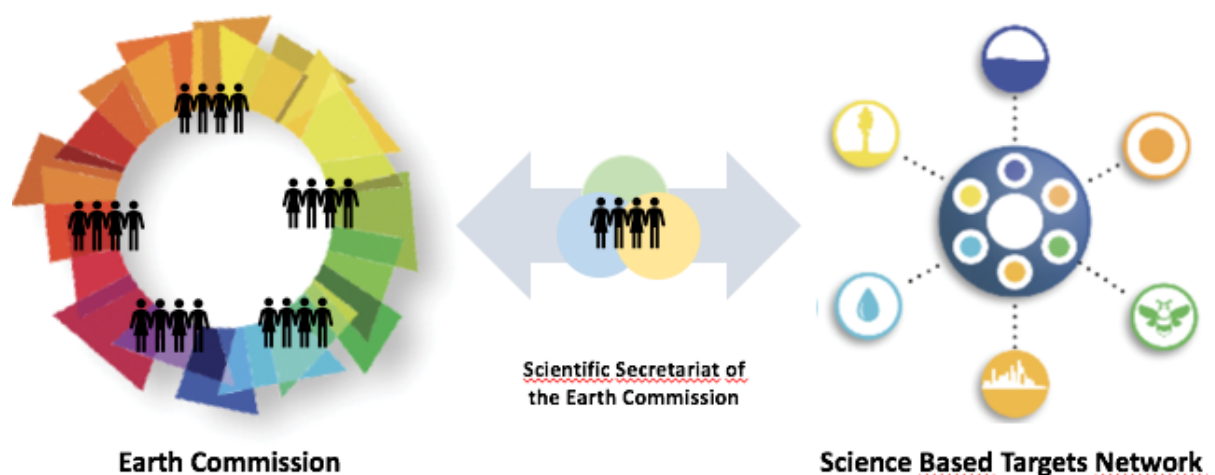 Scientific Secretariat of
the Earth Commission
Earth Commission
Science Based Targets Network